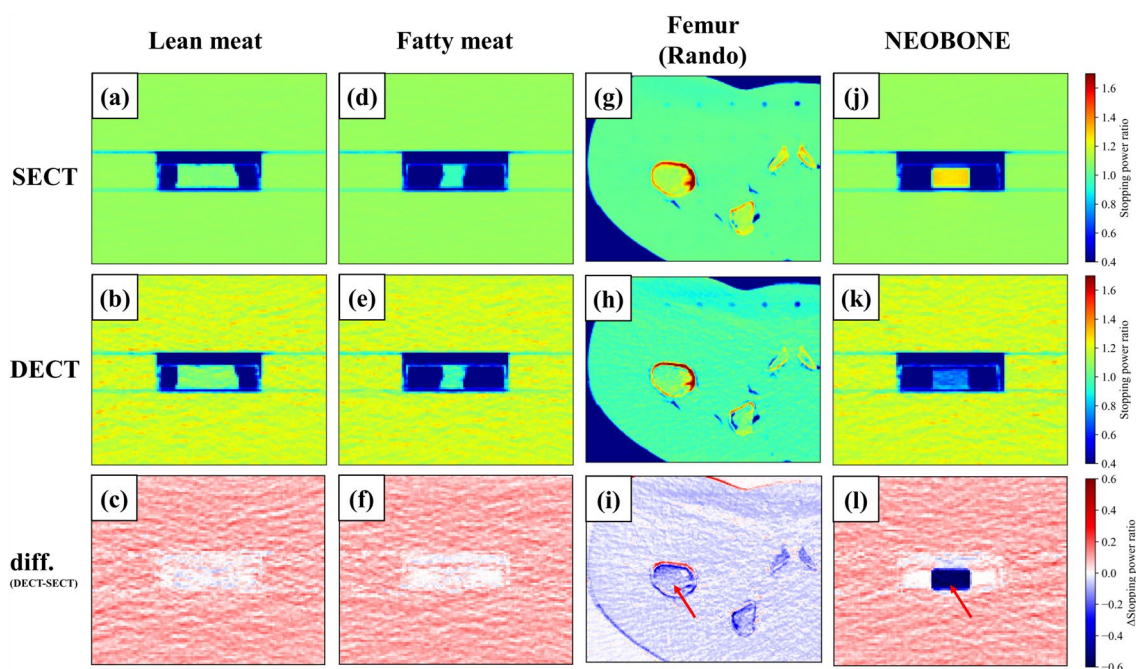 Lean meat
Fatty meat
Femur
(Rando)
NEOBONE
SECT
(a)
(d)
(g)
(j)
1.6
1.4
1.2
1.0
0.8
0.6
0.4
Stopping power ratio
DECT
(b)
(e)
(h)
(k)
1.6
1.4
1.2
1.0
0.8
0.6
0.4
Stopping power ratio
diff.
(DECT-SECT)
(c)
(f)
(i)
(l)
0.6
0.4
0.2
0.0
−0.2
−0.4
−0.6
ΔStopping power ratio